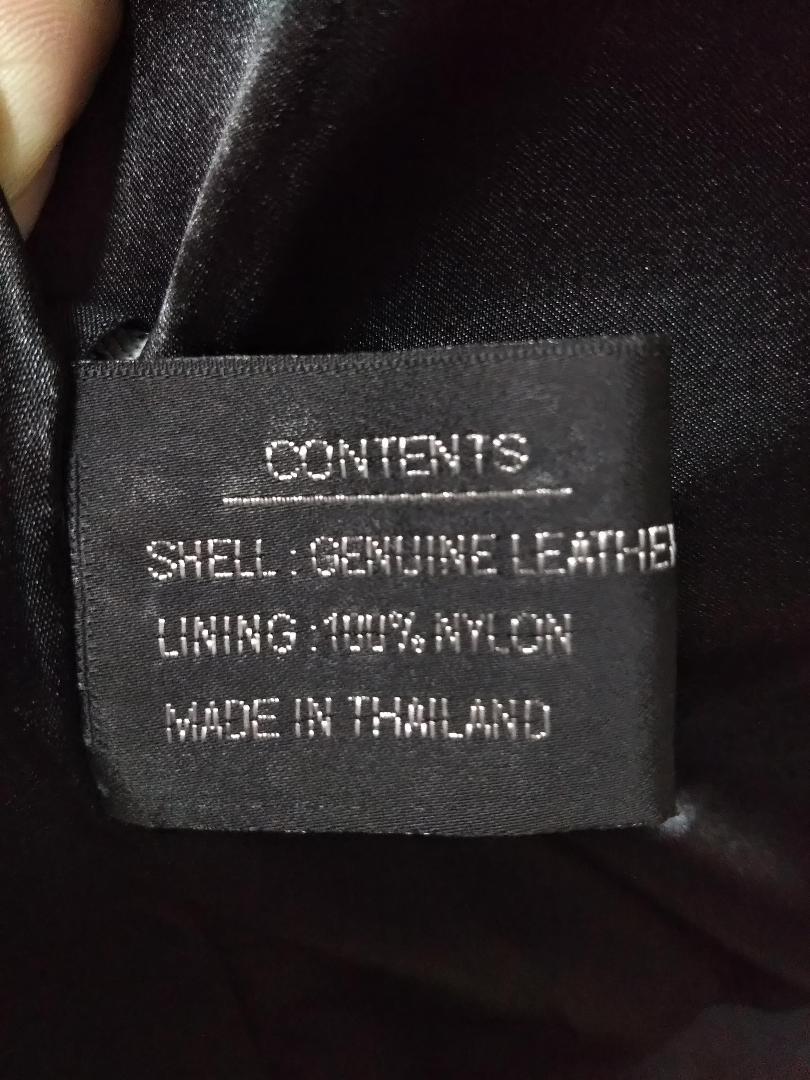 CONTENTS
SHELL : GENUINE LEATHER
LINING : 100% NYLON
MADE IN THAILAND